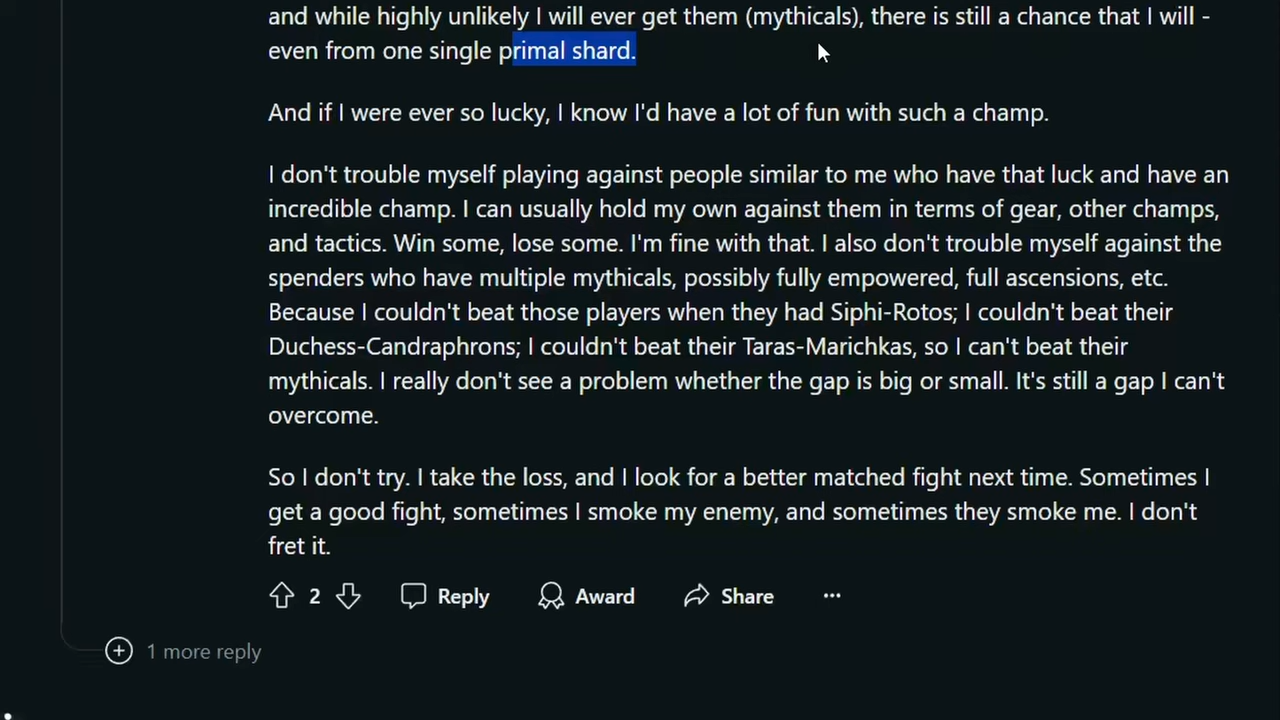 and while highly unlikely I will ever get them (mythicals), there is still a chance that I will -
even from one single primal shard.
And if I were ever so lucky, I know I'd have a lot of fun with such a champ.
I don't trouble myself playing against people similar to me who have that luck and have an
incredible champ. I can usually hold my own against them in terms of gear, other champs,
and tactics. Win some, lose some. I'm fine with that. I also don't trouble myself against the
spenders who have multiple mythicals, possibly fully empowered, full ascensions, etc.
Because I couldn't beat those players when they had Siphi-Rotos; I couldn't beat their
Duchess-Candraphrons; I couldn't beat their Taras-Marichkas, so I can't beat their
mythicals. I really don't see a problem whether the gap is big or small. It's still a gap I can't
overcome.
So I don't try. I take the loss, and I look for a better matched fight next time. Sometimes I
get a good fight, sometimes I smoke my enemy, and sometimes they smoke me. I don't
fret it.
2 Reply Award Share
1 more reply